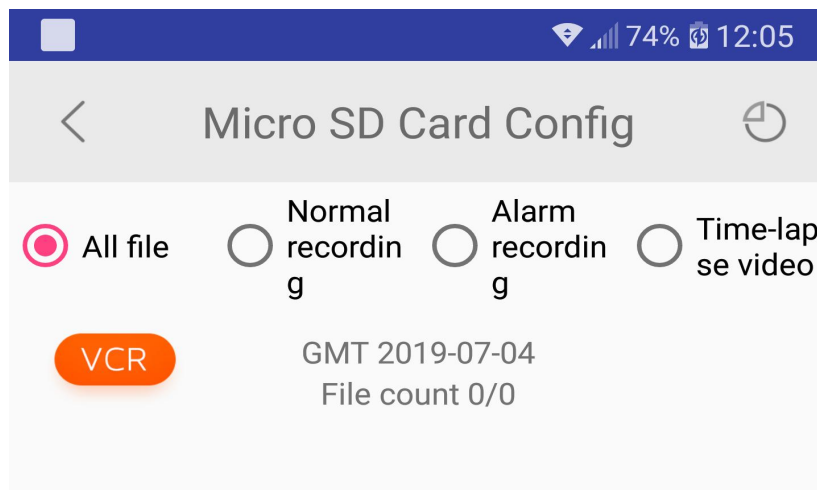 74% 12:05
Micro SD Card Config
All file
Normal
recordin
g
Alarm
recordin
g
Time-lap
se video
VCR
GMT 2019-07-04
File count 0/0